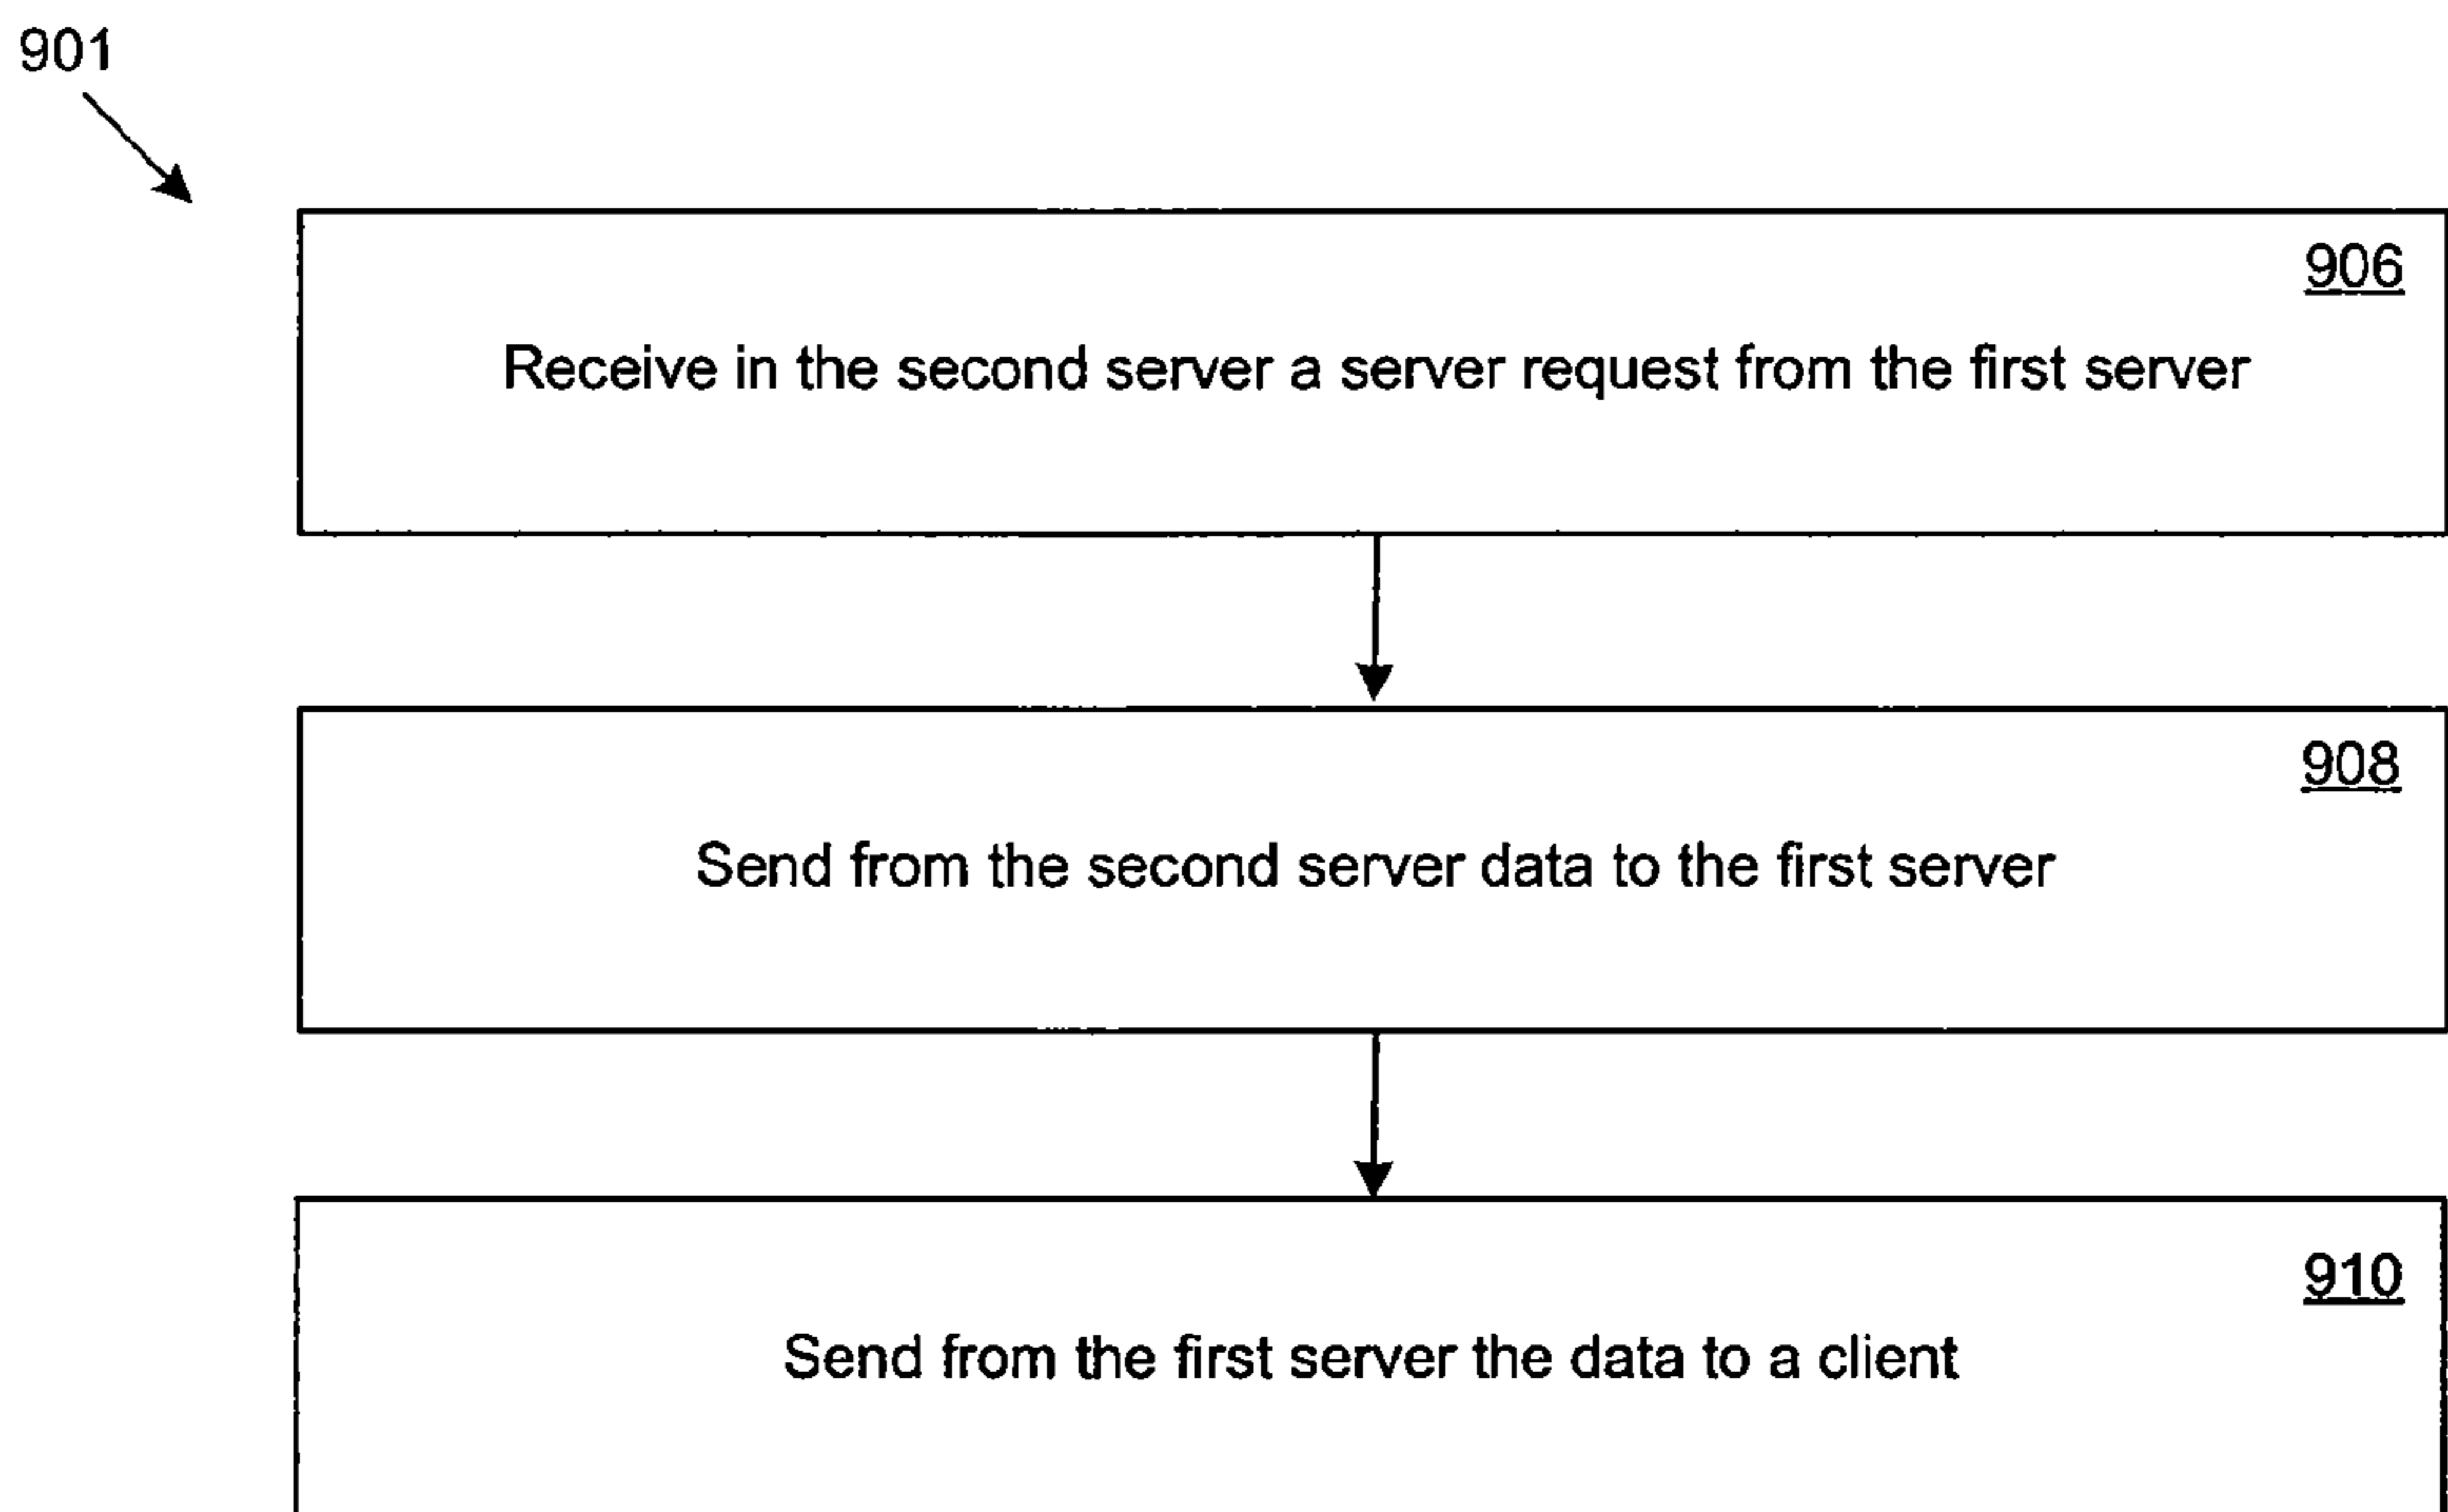 901
906
Receive in the second server a server request from the first server
908
Send from the second server data to the first server
910
Send from the first server the data to a client